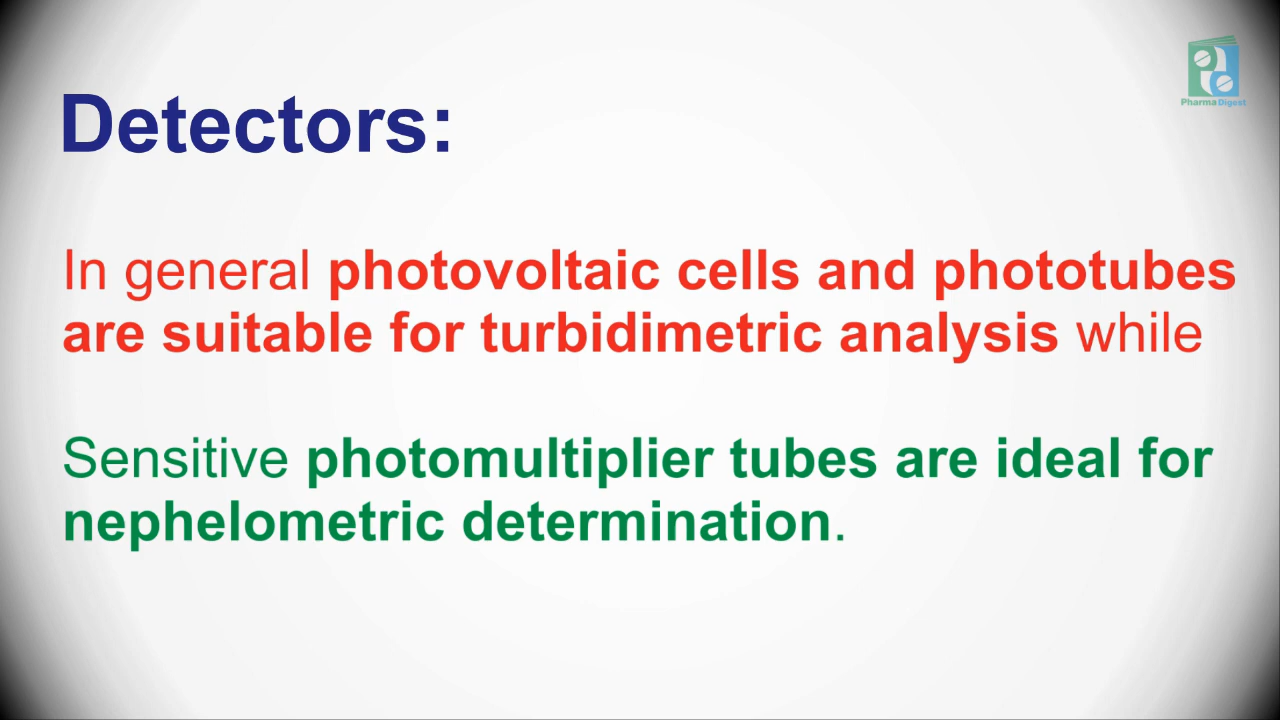 Pharma Digest
Detectors:
In general photovoltaic cells and phototubes
are suitable for turbidimetric analysis while
Sensitive photomultiplier tubes are ideal for
nephelometric determination.